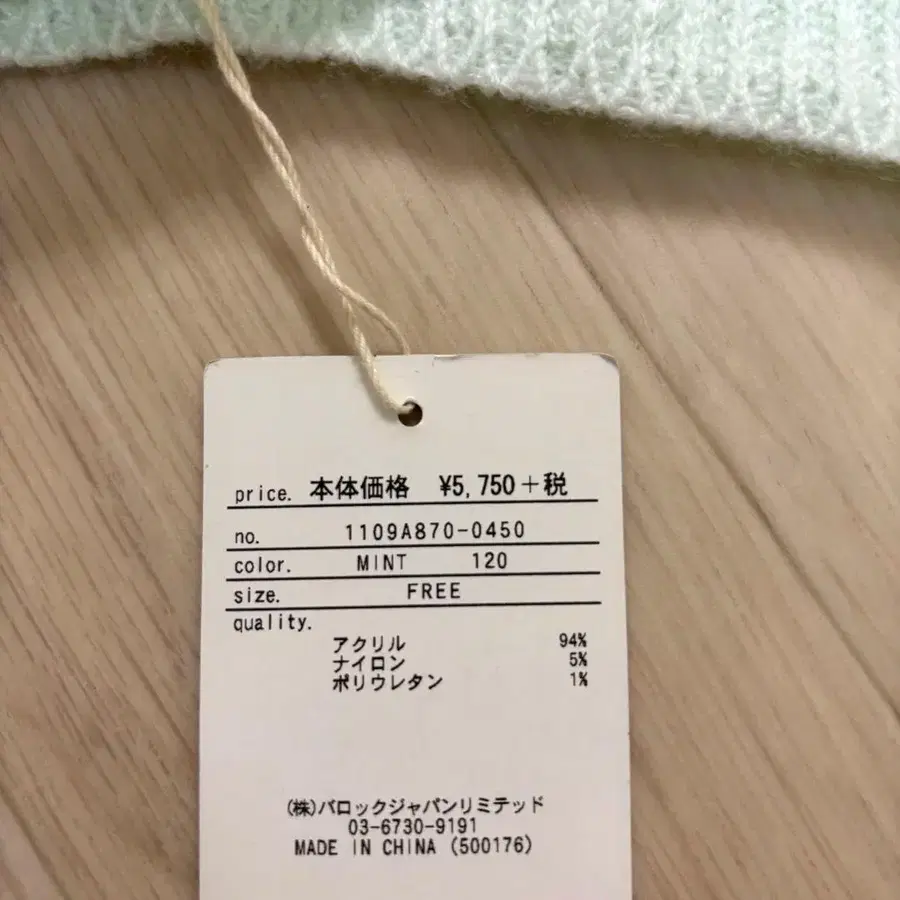 price. 本体価格 ¥5,750+税
no. 1109A870-0450
color. MINT 120
size. FREE
quality.
アクリル 94%
ナイロン 5%
ポリウレタン 1%
(株)バロックジャパンリミテッド
03-6730-9191
MADE IN CHINA (500176)